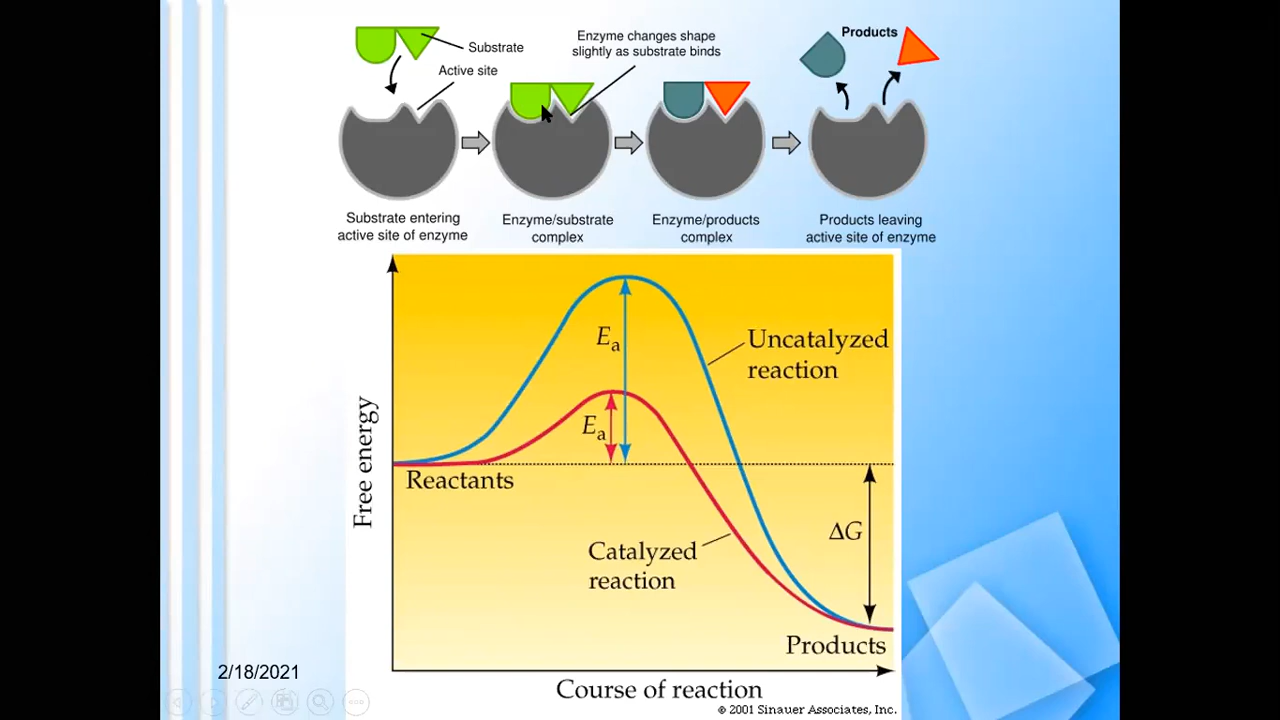 Substrate
Active site
Enzyme changes shape
slightly as substrate binds
Products
Substrate entering
active site of enzyme
Enzyme/substrate
complex
Enzyme/products
complex
Products leaving
active site of enzyme
Free energy
Ea
Uncatalyzed
reaction
Ea
Reactants
ΔG
Catalyzed
reaction
Products
2/18/2021
Course of reaction
© 2001 Sinauer Associates, Inc.